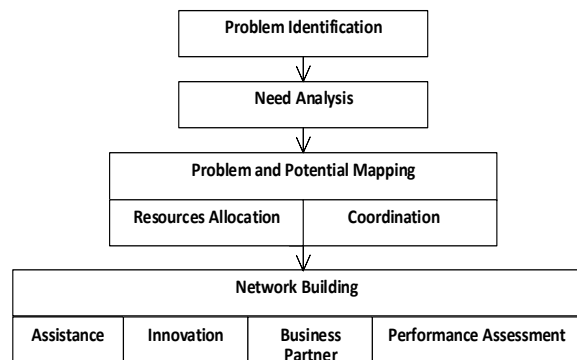 Problem Identification
Need Analysis
Problem and Potential Mapping
Resources Allocation
Coordination
Network Building
Assistance
Innovation
Business
Partner
Performance Assessment